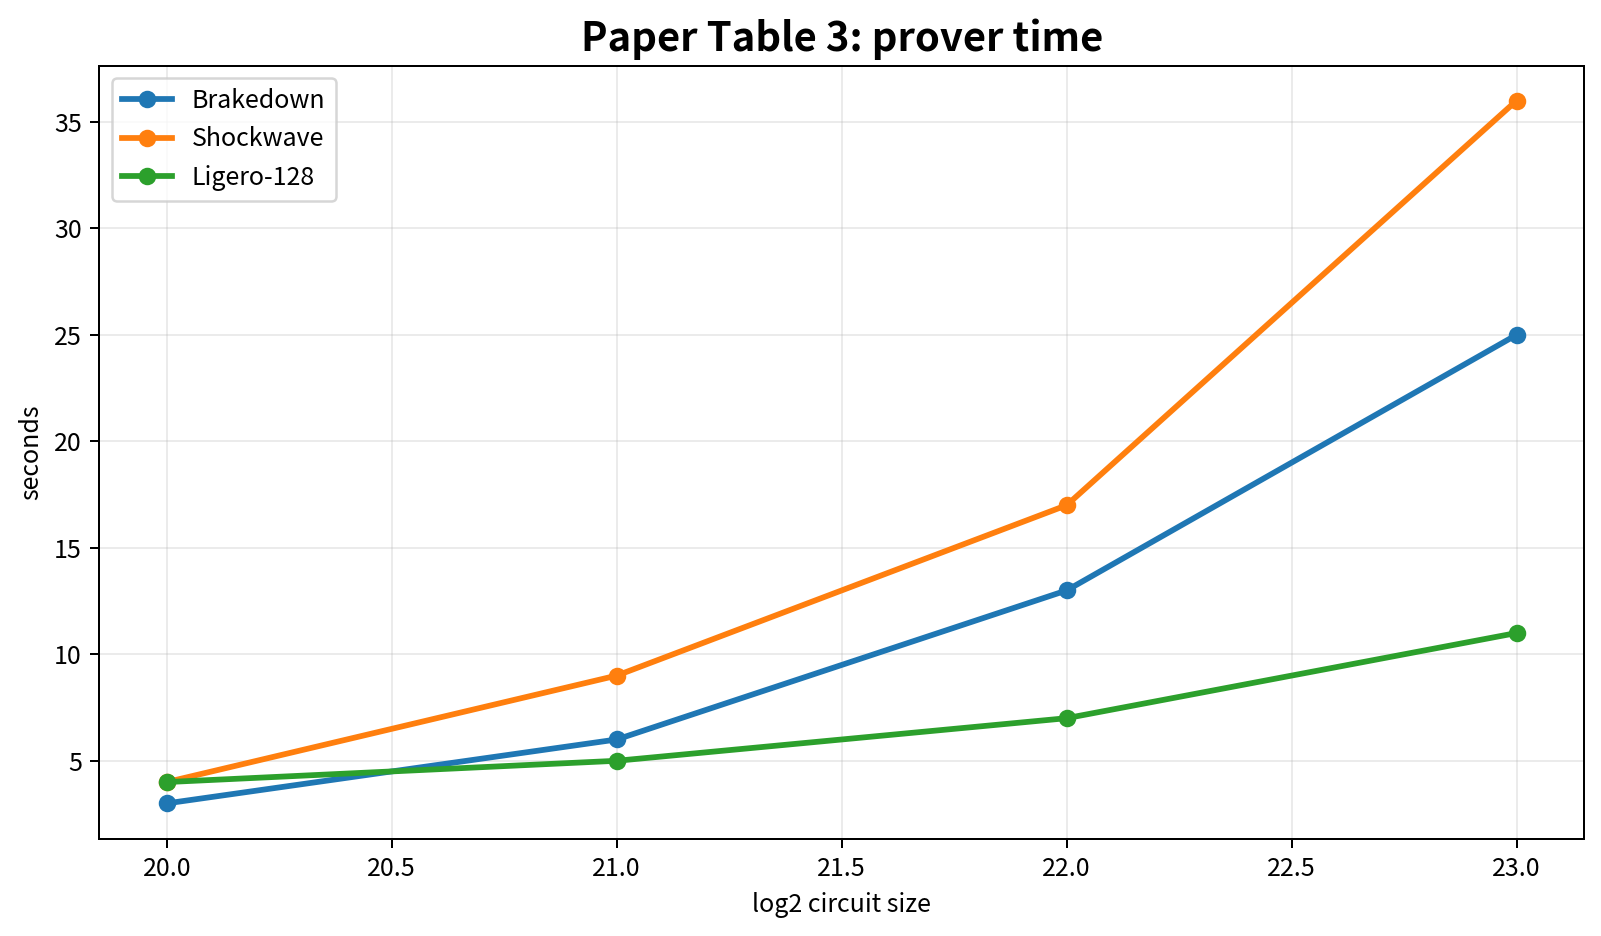 Paper Table 3: prover time
Brakedown
Shockwave
Ligero-128
35
30
25
20
15
10
5
seconds
20.0 20.5 21.0 21.5 22.0 22.5 23.0
log2 circuit size